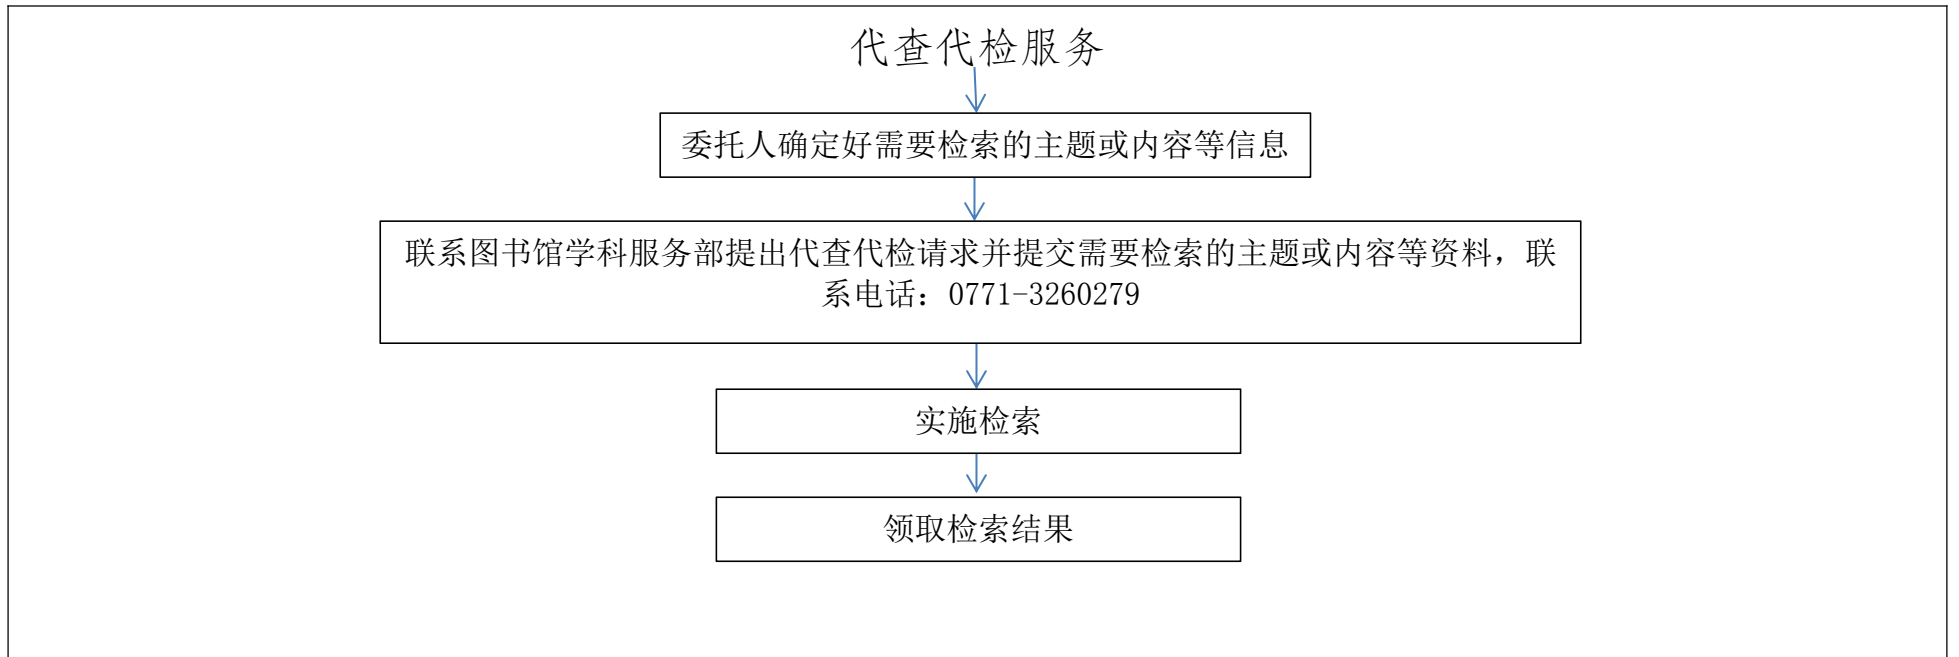 代查代检服务
委托人确定好需要检索的主题或内容等信息
联系图书馆学科服务部提出代查代检请求并提交需要检索的主题或内容等资料，联
系电话：0771-3260279
实施检索
领取检索结果